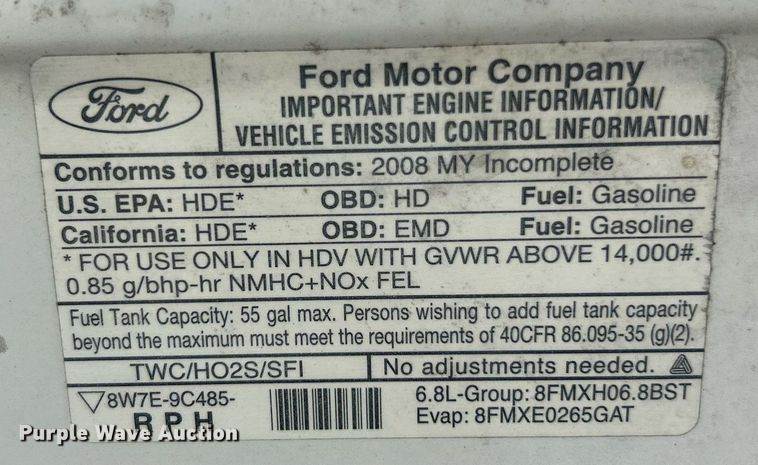 Ford
Ford Motor Company
IMPORTANT ENGINE INFORMATION/
VEHICLE EMISSION CONTROL INFORMATION
Conforms to regulations: 2008 MY Incomplete
U.S. EPA: HDE* OBD: HD Fuel: Gasoline
California: HDE* OBD: EMD Fuel: Gasoline
* FOR USE ONLY IN HDV WITH GVWR ABOVE 14,000#.
0.85 g/bhp-hr NMHC+NOx FEL
Fuel Tank Capacity: 55 gal max. Persons wishing to add fuel tank capacity
beyond the maximum must meet the requirements of 40CFR 86.095-35 (g)(2).
TWC/HO2S/SFI No adjustments needed.
8W7E-9C485- 6.8L-Group: 8FMXH06.8BST
RPH Evap: 8FMXE0265GAT
Purple Wave Auction